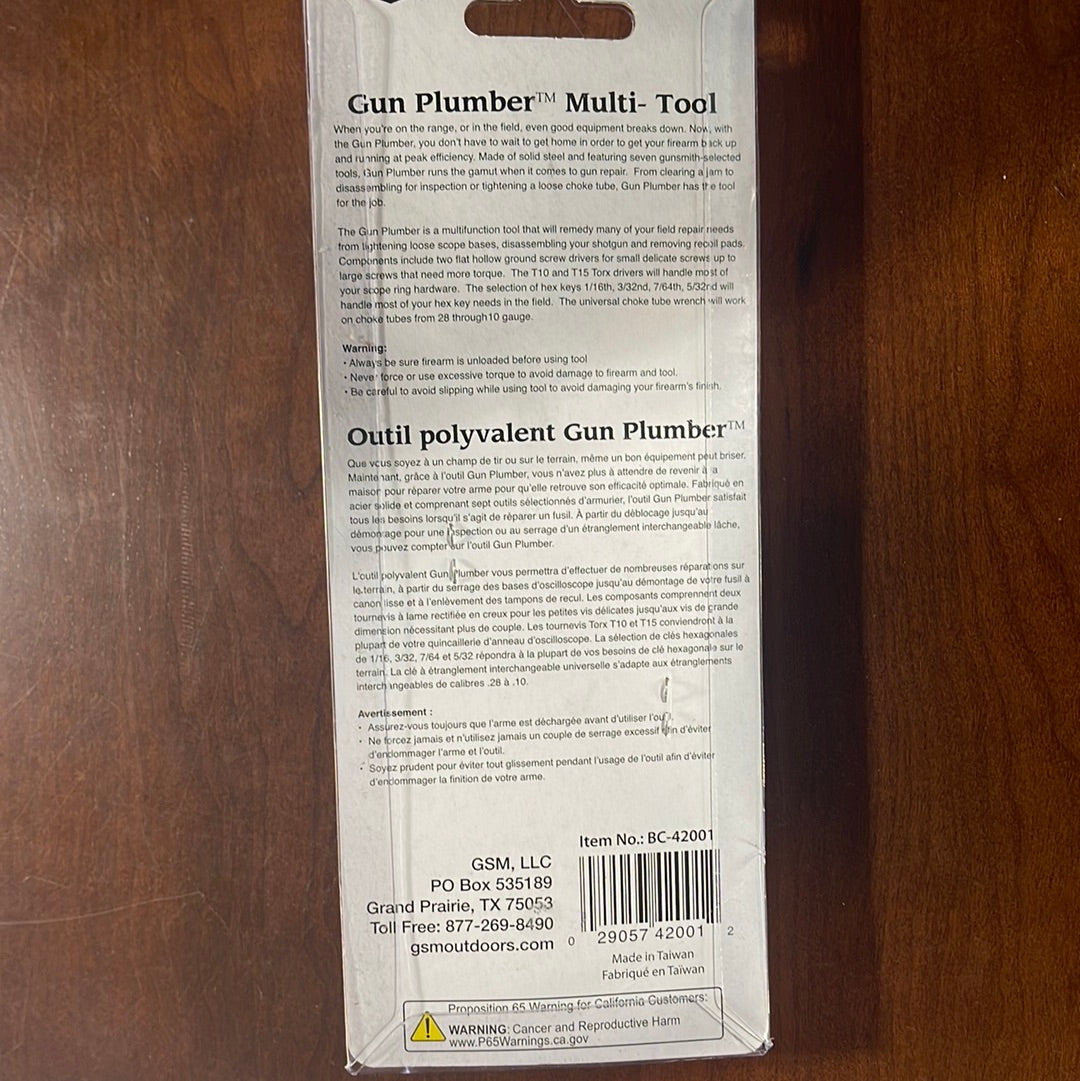 Gun Plumber™ Multi- Tool
When you're on the range, or in the field, even good equipment breaks down. Now, with
the Gun Plumber, you don't have to wait to get home in order to get your firearm back up
and running at peak efficiency. Made of solid steel and featuring seven gunsmith-selected
tools, Gun Plumber runs the gamut when it comes to gun repair. From clearing a jam to
disassembling for inspection or tightening a loose choke tube, Gun Plumber has the tool
for the job.
The Gun Plumber is a multifunction tool that will remedy many of your field repair needs
from tightening loose scope bases, disassembling your shotgun and removing recoil pads.
Components include two flat hollow ground screw drivers for small delicate screws up to
large screws that need more torque. The T10 and T15 Torx drivers will handle most of
your scope ring hardware. The selection of hex keys 1/16th, 3/32nd, 7/64th, 5/32rd will
handle most of your hex key needs in the field. The universal choke tube wrench will work
on choke tubes from 28 through10 gauge.
Warning:
• Always be sure firearm is unloaded before using tool
• Never force or use excessive torque to avoid damage to firearm and tool.
• Be careful to avoid slipping while using tool to avoid damaging your firearm's finish.
Outil polyvalent Gun Plumber™
Que vous soyez à un champ de tir ou sur le terrain, même un bon équipement peut briser.
Maintenant, grâce à l'outil Gun Plumber, vous n'avez plus à attendre de revenir à la
maison pour réparer votre arme pour qu'elle retrouve son efficacité optimale. Fabriqué en
acier solide et comprenant sept outils sélectionnés d'armurier, l'outil Gun Plumber satisfait
tous les besoins lorsqu'il s'agit de réparer un fusil. À partir du déblocage jusqu'au
démontage pour une inspection ou au serrage d'un étranglement interchangeable lâche,
vous pouvez compter sur l'outil Gun Plumber.
L'outil polyvalent Gun Plumber vous permettra d'effectuer de nombreuses réparations sur
le terrain, à partir du serrage des bases d'oscilloscope jusqu'au démontage de votre fusil à
canon lisse et à l'enlèvement des tampons de recul. Les composants comprennent deux
tournevis à lame rectifiée en creux pour les petites vis délicates jusqu'aux vis de grande
dimension nécessitant plus de couple. Les tournevis Torx T10 et T15 conviendront à la
plupart de votre quincaillerie d'anneau d'oscilloscope. La sélection de clés hexagonales
de 1/16, 3/32, 7/64 et 5/32 répondra à la plupart de vos besoins de clé hexagonale sur le
terrain. La clé à étranglement interchangeable universelle s'adapte aux étranglements
interchangeables de calibres .28 à .10.
Avertissement :
• Assurez-vous toujours que l'arme est déchargée avant d'utiliser l'outil.
• Ne forcez jamais et n'utilisez jamais un couple de serrage excessif afin d'éviter
d'endommager l'arme et l'outil.
• Soyez prudent pour éviter tout glissement pendant l'usage de l'outil afin d'éviter
d'endommager la finition de votre arme.
GSM, LLC
PO Box 535189
Grand Prairie, TX 75053
Toll Free: 877-269-8490
gsmoutdoors.com
Item No.: BC-42001
0 29057 42001 2
Made in Taiwan
Fabriqué en Taïwan
Proposition 65 Warning for California Customers:
WARNING: Cancer and Reproductive Harm
www.P65Warnings.ca.gov